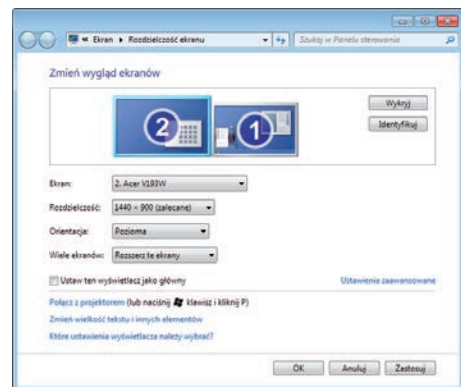 « Ekran ▸ Rozdzielczość ekranu
Szukaj w Panelu sterowania
Zmień wygląd ekranów
2
1
Wykryj
Identyfikuj
Ekran: 2. Acer V193W
Rozdzielczość: 1440 × 900 (zalecane)
Orientacja: Pozioma
Wiele ekranów: Rozszerz te ekrany
Ustaw ten wyświetlacz jako główny
Ustawienia zaawansowane
Połącz z projektorem (lub naciśnij klawisz i kliknij P)
Zmień wielkość tekstu i innych elementów
Które ustawienia wyświetlacza należy wybrać?
OK Anuluj Zastosuj